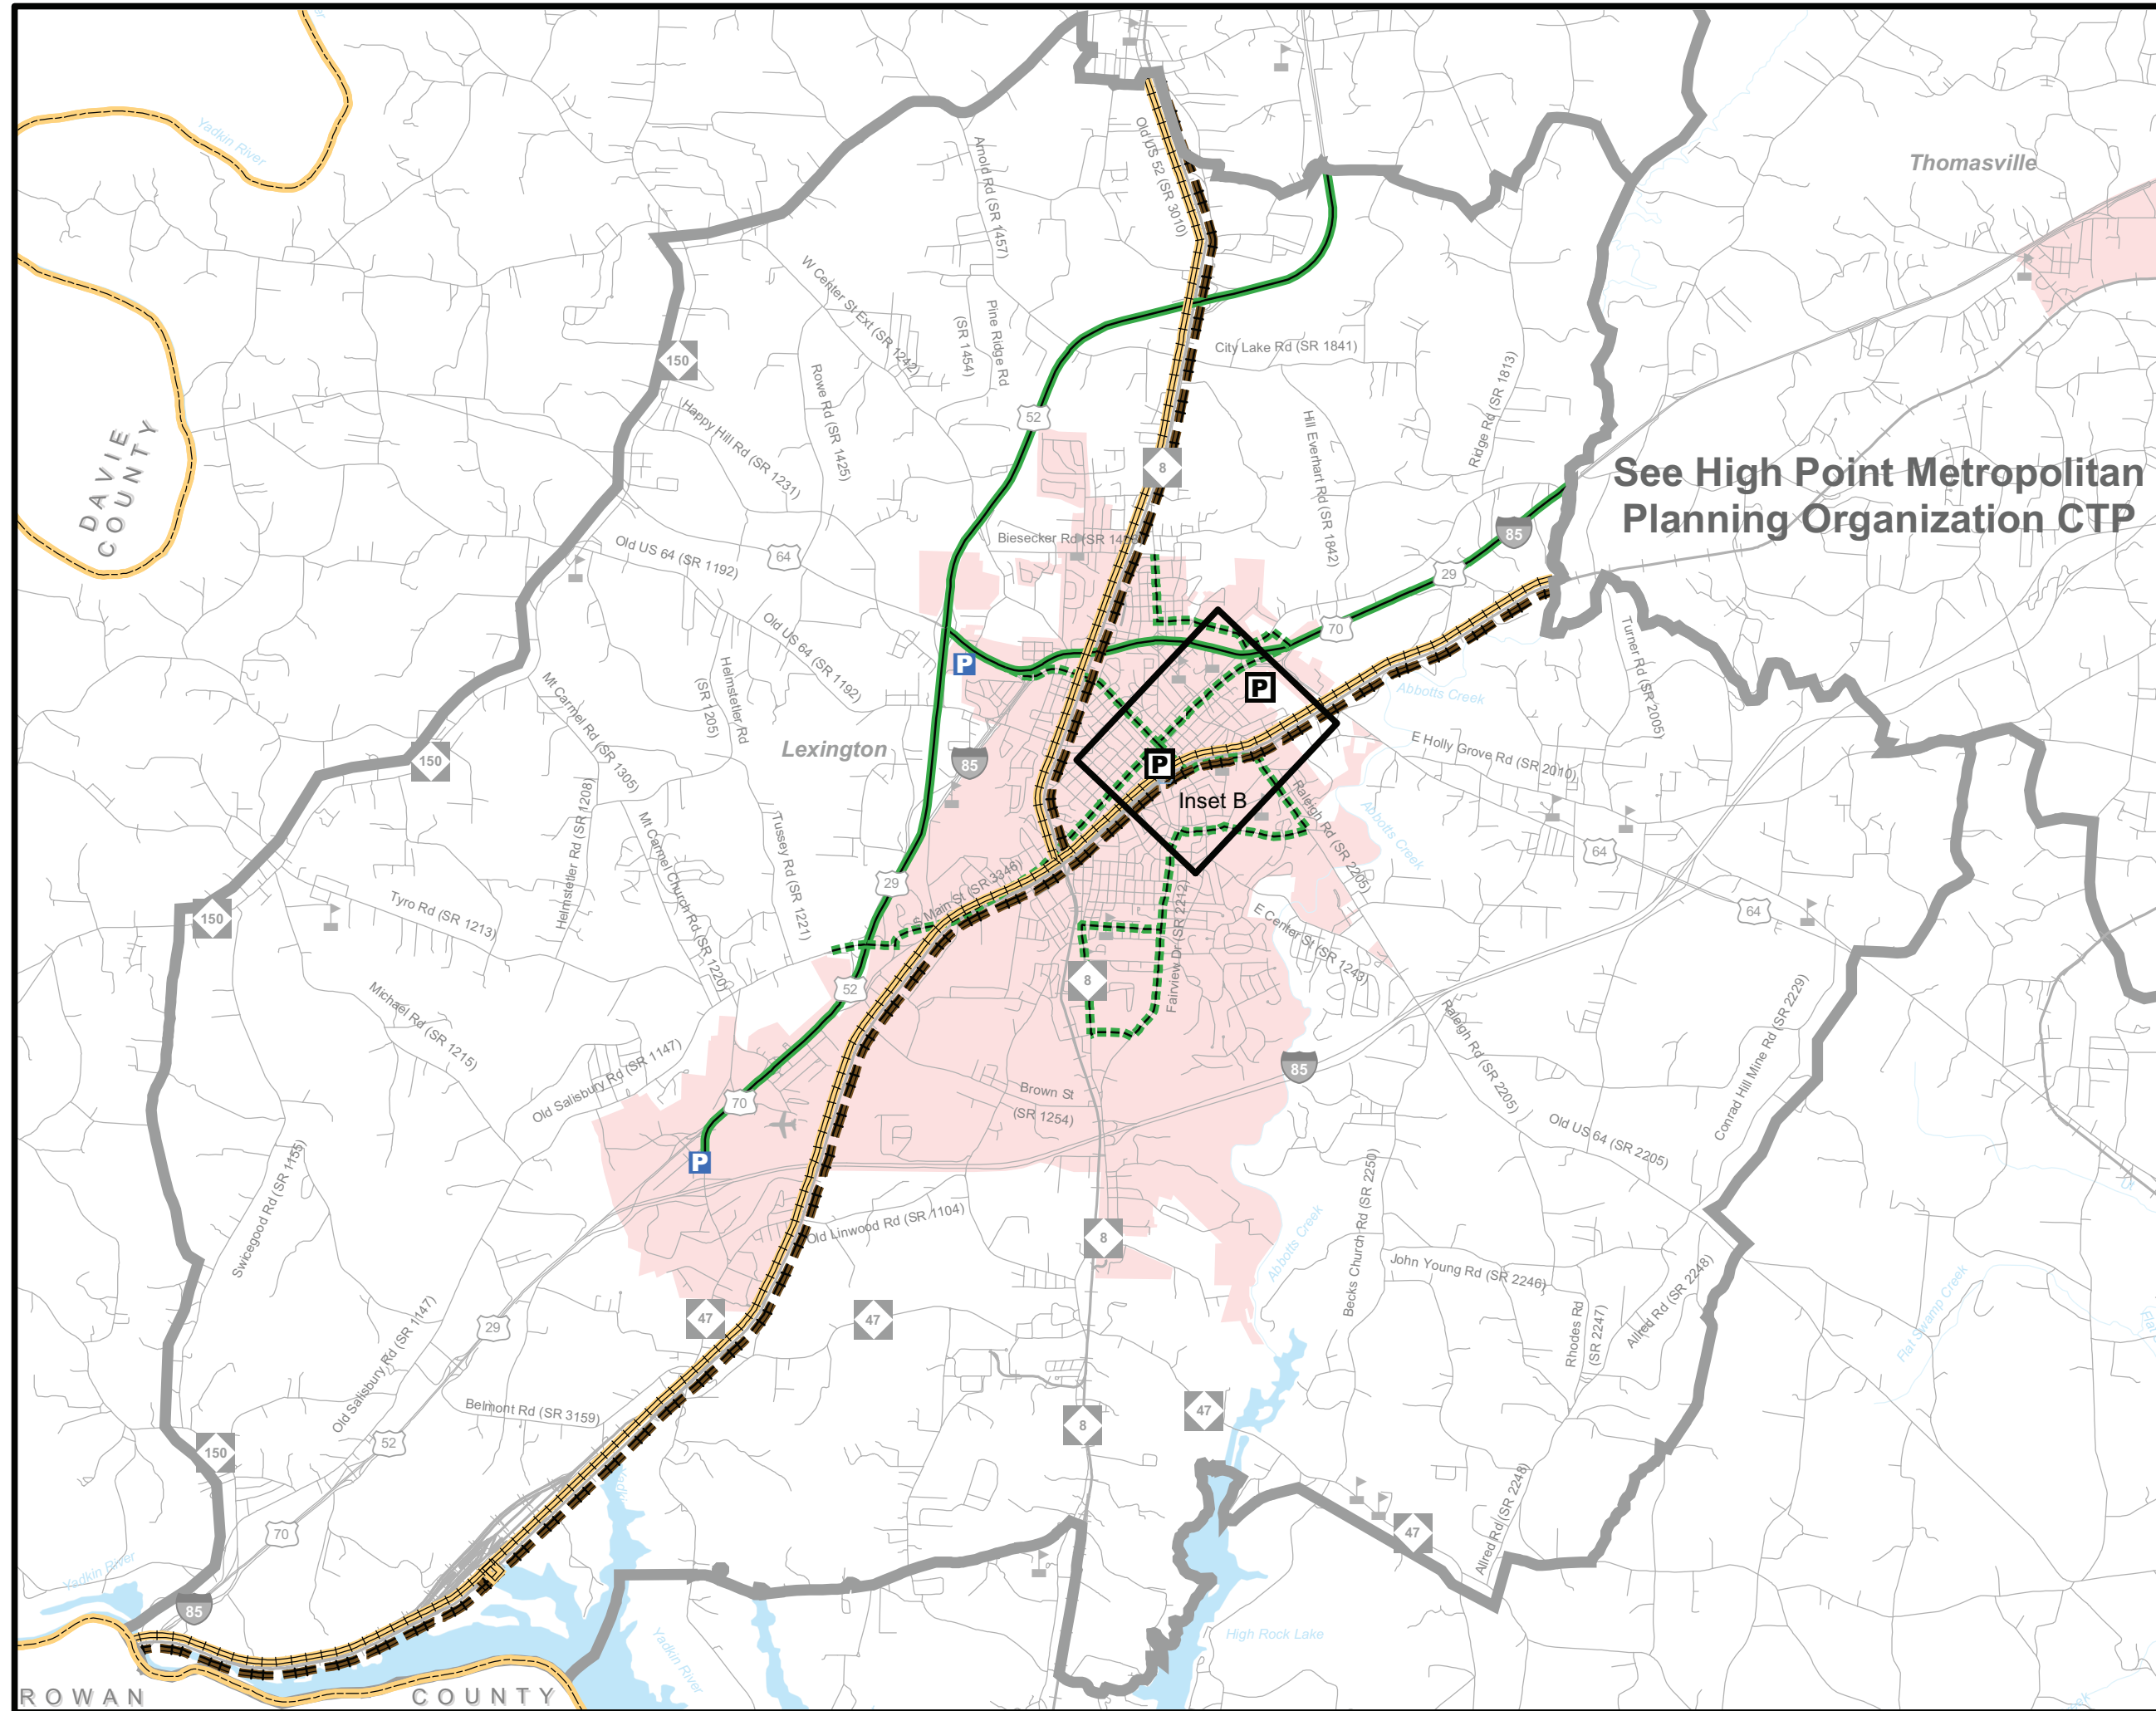 Yadkin River
Thomasville
Arnold Rd (SR 1457)
Old US 52 (SR 3010)
W Center St Ext (SR 1242)
Pine Ridge Rd
(SR 1454)
City Lake Rd (SR 1841)
150
Rowe Rd (SR 1425)
Ridge Rd (SR 1813)
Happy Hill Rd (SR 1231)
52
Hill Everhart Rd (SR 1842)
DAVIE
COUNTY
8
See High Point Metropolitan
Planning Organization CTP
Old US 64 (SR 1192)
64
85
29
Old US 64 (SR 1192)
70
P
P
Helmstetler Rd
(SR 1205)
Mt Carmel Rd (SR 1305)
Turner Rd (SR 2005)
Abbotts Creek
Lexington
150
85
P
E Holly Grove Rd (SR 2010)
Inset B
Helmstetler Rd (SR 1208)
Mt Carmel Church Rd (SR 1220)
Tussey Rd (SR 1221)
Raleigh Rd (SR 2205)
Abbotts Creek
64
S Main St (SR 3346)
29
150
Tyro Rd (SR 1213)
Fairview Dr (SR 2212)
E Center St (SR 1243)
64
8
52
Michael Rd (SR 1215)
Raleigh Rd (SR 2205)
Conrad Hill Mine Rd (SR 2229)
Old Salisbury Rd (SR 1147)
85
70
Brown St
(SR 1254)
Old US 64 (SR 2205)
P
Swicegood Rd (SR 1155)
Becks Church Rd (SR 2250)
Old Linwood Rd (SR 1104)
8
Abbotts Creek
John Young Rd (SR 2246)
Allred Rd (SR 2248)
Rhodes Rd
(SR 2247)
Flat Swamp Creek
29
47
47
Old Salisbury Rd (SR 1147)
Belmont Rd (SR 3159)
47
8
52
150
70
47
Allred Rd (SR 2248)
Yadkin River
85
High Rock Lake
Yadkin River
ROWAN COUNTY